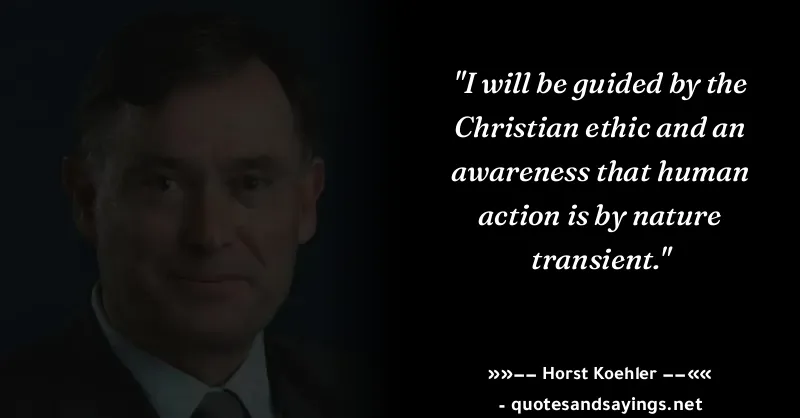 "I will be guided by the
Christian ethic and an
awareness that human
action is by nature
transient."
»»−− Horst Koehler −−««
- quotesandsayings.net